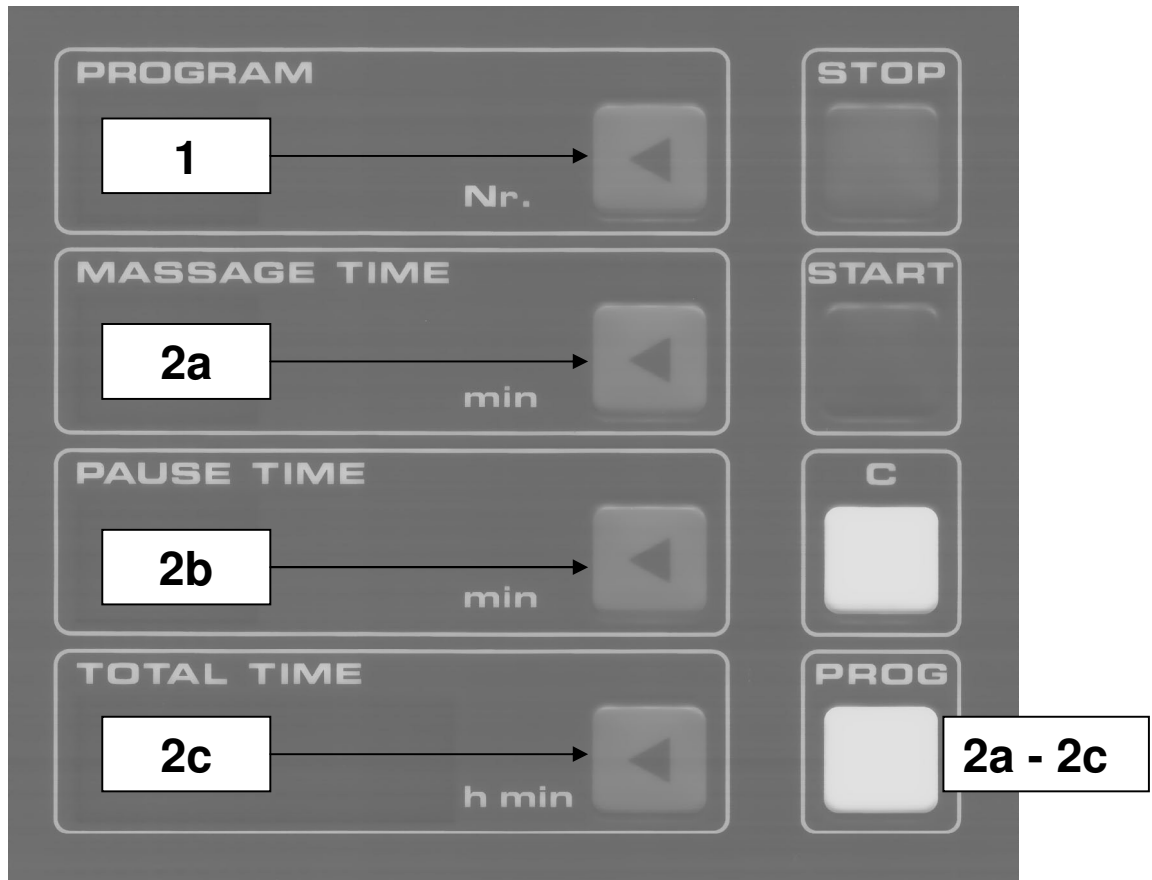 PROGRAM
STOP
1
Nr.
MASSAGE TIME
START
2a
min
PAUSE TIME
C
2b
min
TOTAL TIME
PROG
2c
2a - 2c
h min